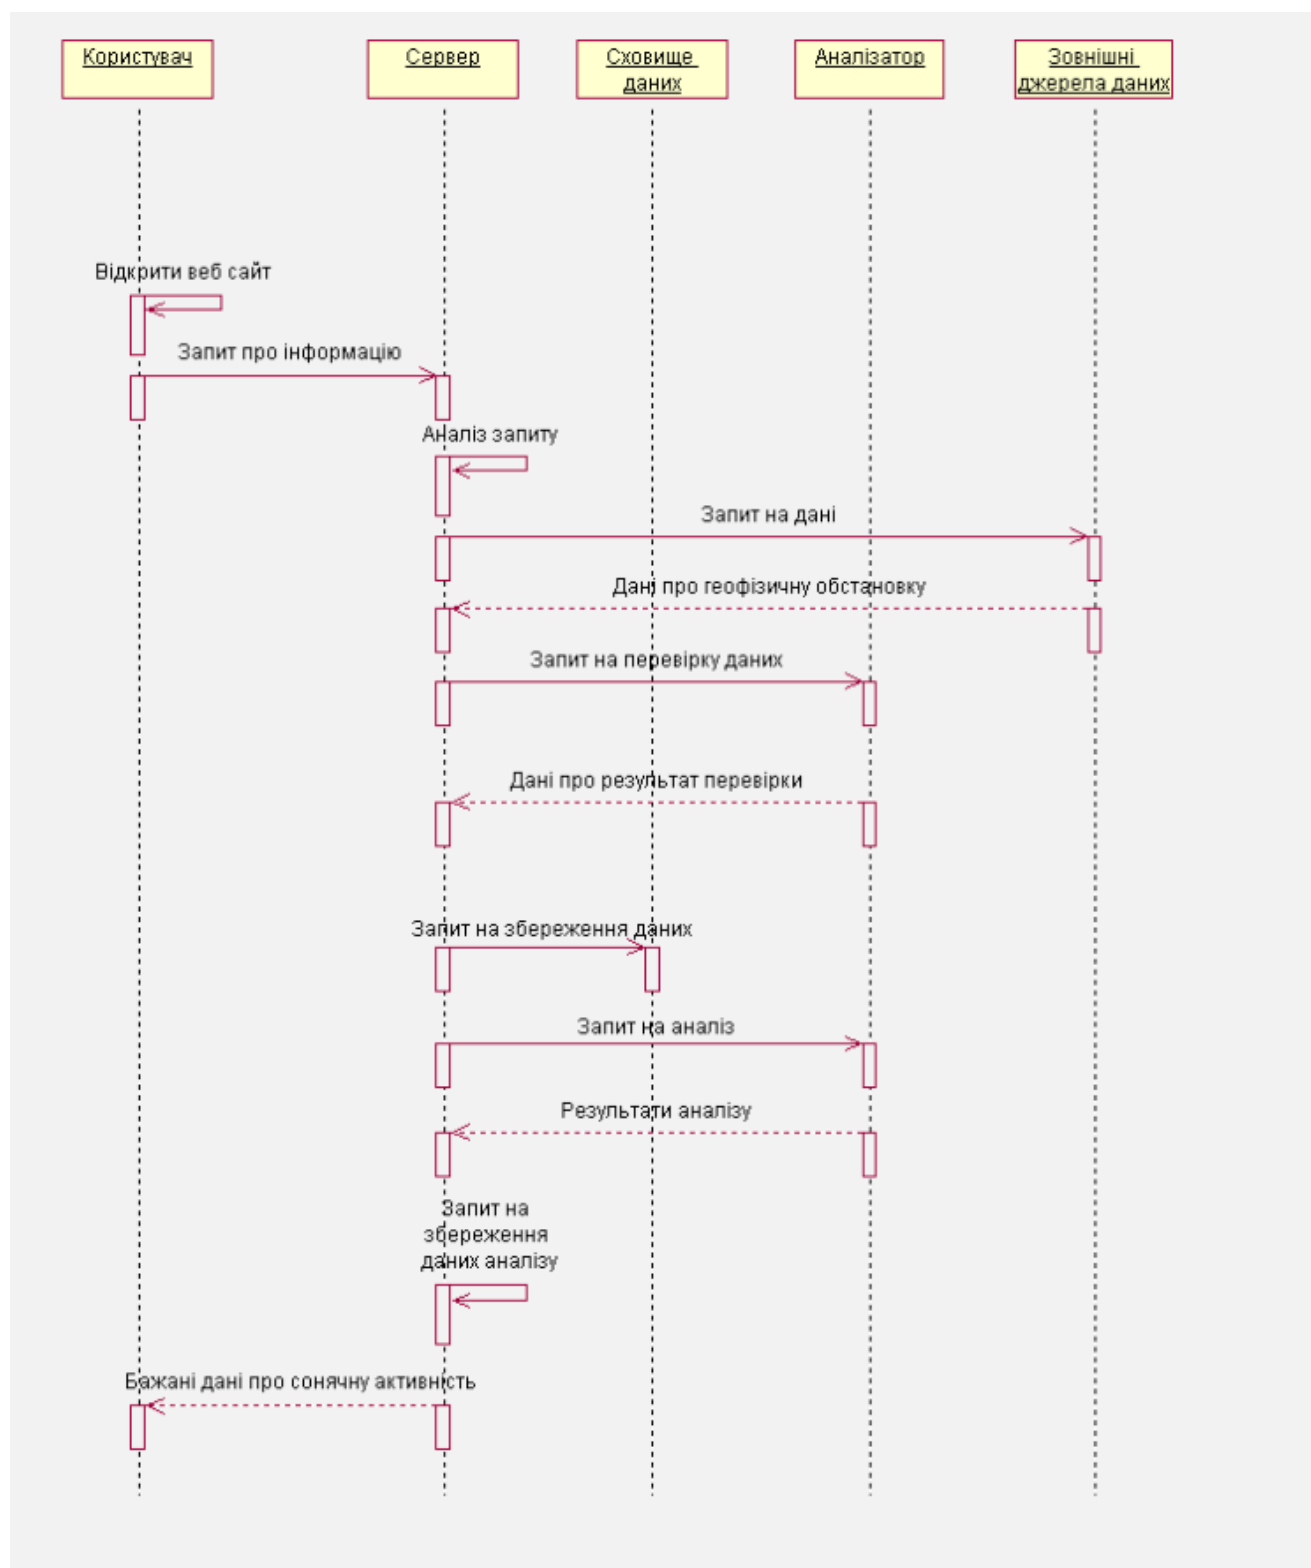 Користувач
Сервер
Сховище
даних
Аналізатор
Зовнішні
джерела даних
Відкрити веб сайт
Запит про інформацію
Аналіз запиту
Запит на дані
Дані про геофізичну обстановку
Запит на перевірку даних
Дані про результат перевірки
Запит на збереження даних
Запит на аналіз
Результати аналізу
Запит на
збереження
даних аналізу
Бажані дані про сонячну активність